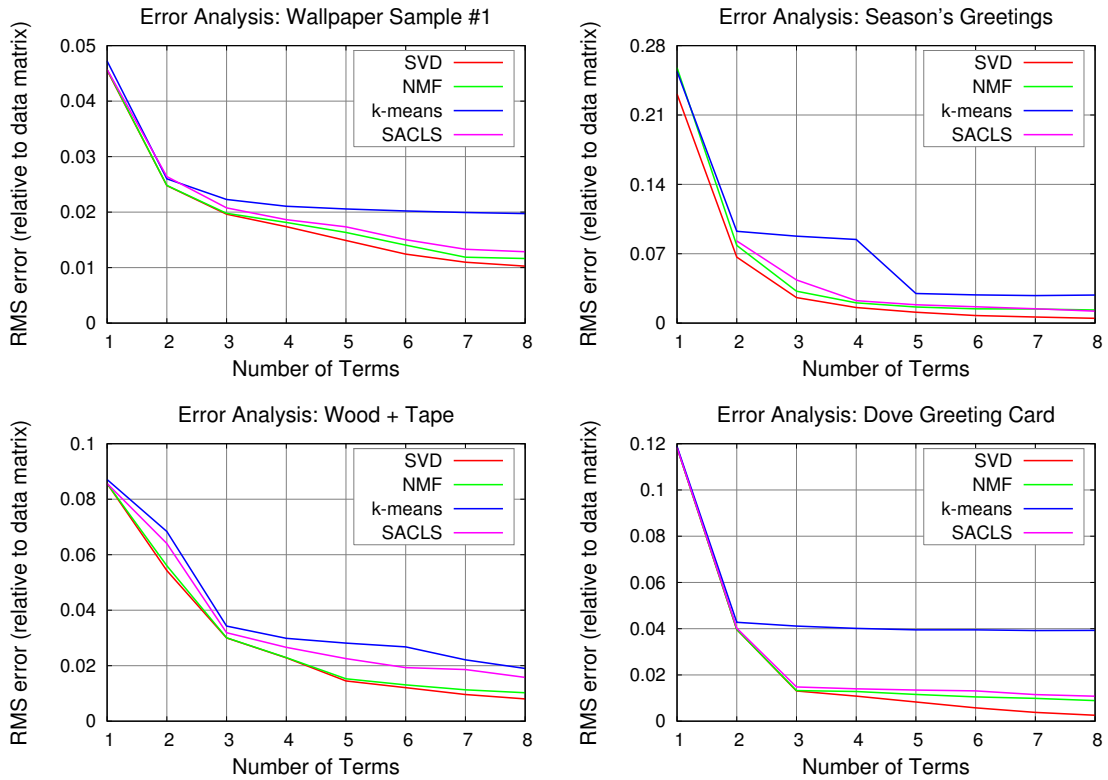 Error Analysis: Wallpaper Sample #1
RMS error (relative to data matrix)
0.05
0.04
0.03
0.02
0.01
0
SVD
NMF
k-means
SACLS
1 2 3 4 5 6 7 8
Number of Terms
Error Analysis: Season's Greetings
RMS error (relative to data matrix)
0.28
0.21
0.14
0.07
0
SVD
NMF
k-means
SACLS
1 2 3 4 5 6 7 8
Number of Terms
Error Analysis: Wood + Tape
RMS error (relative to data matrix)
0.1
0.08
0.06
0.04
0.02
0
SVD
NMF
k-means
SACLS
1 2 3 4 5 6 7 8
Number of Terms
Error Analysis: Dove Greeting Card
RMS error (relative to data matrix)
0.12
0.1
0.08
0.06
0.04
0.02
0
SVD
NMF
k-means
SACLS
1 2 3 4 5 6 7 8
Number of Terms